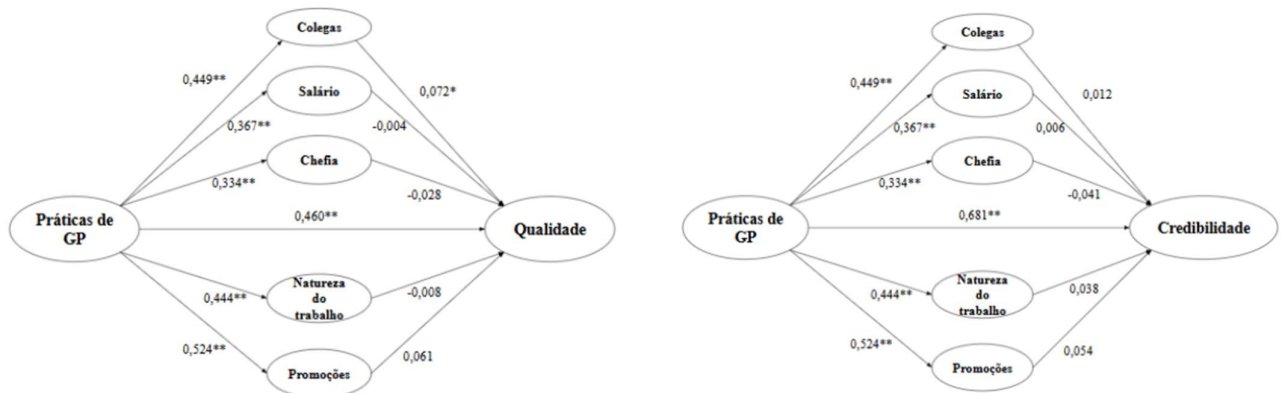 Colegas
0,449**
Salário
0,072*
0,367**
-0,004
Chefia
0,334**
-0,028
0,460**
Práticas de
GP
Qualidade
Natureza
do
trabalho
0,444**
-0,008
0,524**
0,061
Promoções
Colegas
0,449**
Salário
0,012
0,367**
0,006
Chefia
0,334**
-0,041
0,681**
Práticas de
GP
Credibilidade
Natureza
do
trabalho
0,444**
0,038
0,524**
0,054
Promoções